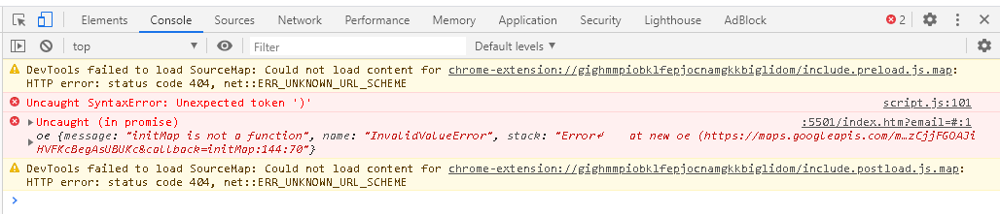 Elements Console Sources Network Performance Memory Application Security Lighthouse AdBlock 2
top Filter Default levels
DevTools failed to load SourceMap: Could not load content for chrome-extension://gighmmpiobklfepjocnamgkkbiglidom/include.preload.js.map:
HTTP error: status code 404, net::ERR_UNKNOWN_URL_SCHEME
Uncaught SyntaxError: Unexpected token ')' script.js:101
Uncaught (in promise) :5501/index.htm?email=#:1
oe {message: "initMap is not a function", name: "InvalidValueError", stack: "Error↵    at new oe (https://maps.googleapis.com/m…zCjjFGOAJi
HVFKcBegAsUBUKc&callback=initMap:144:70"}
DevTools failed to load SourceMap: Could not load content for chrome-extension://gighmmpiobklfepjocnamgkkbiglidom/include.postload.js.map:
HTTP error: status code 404, net::ERR_UNKNOWN_URL_SCHEME